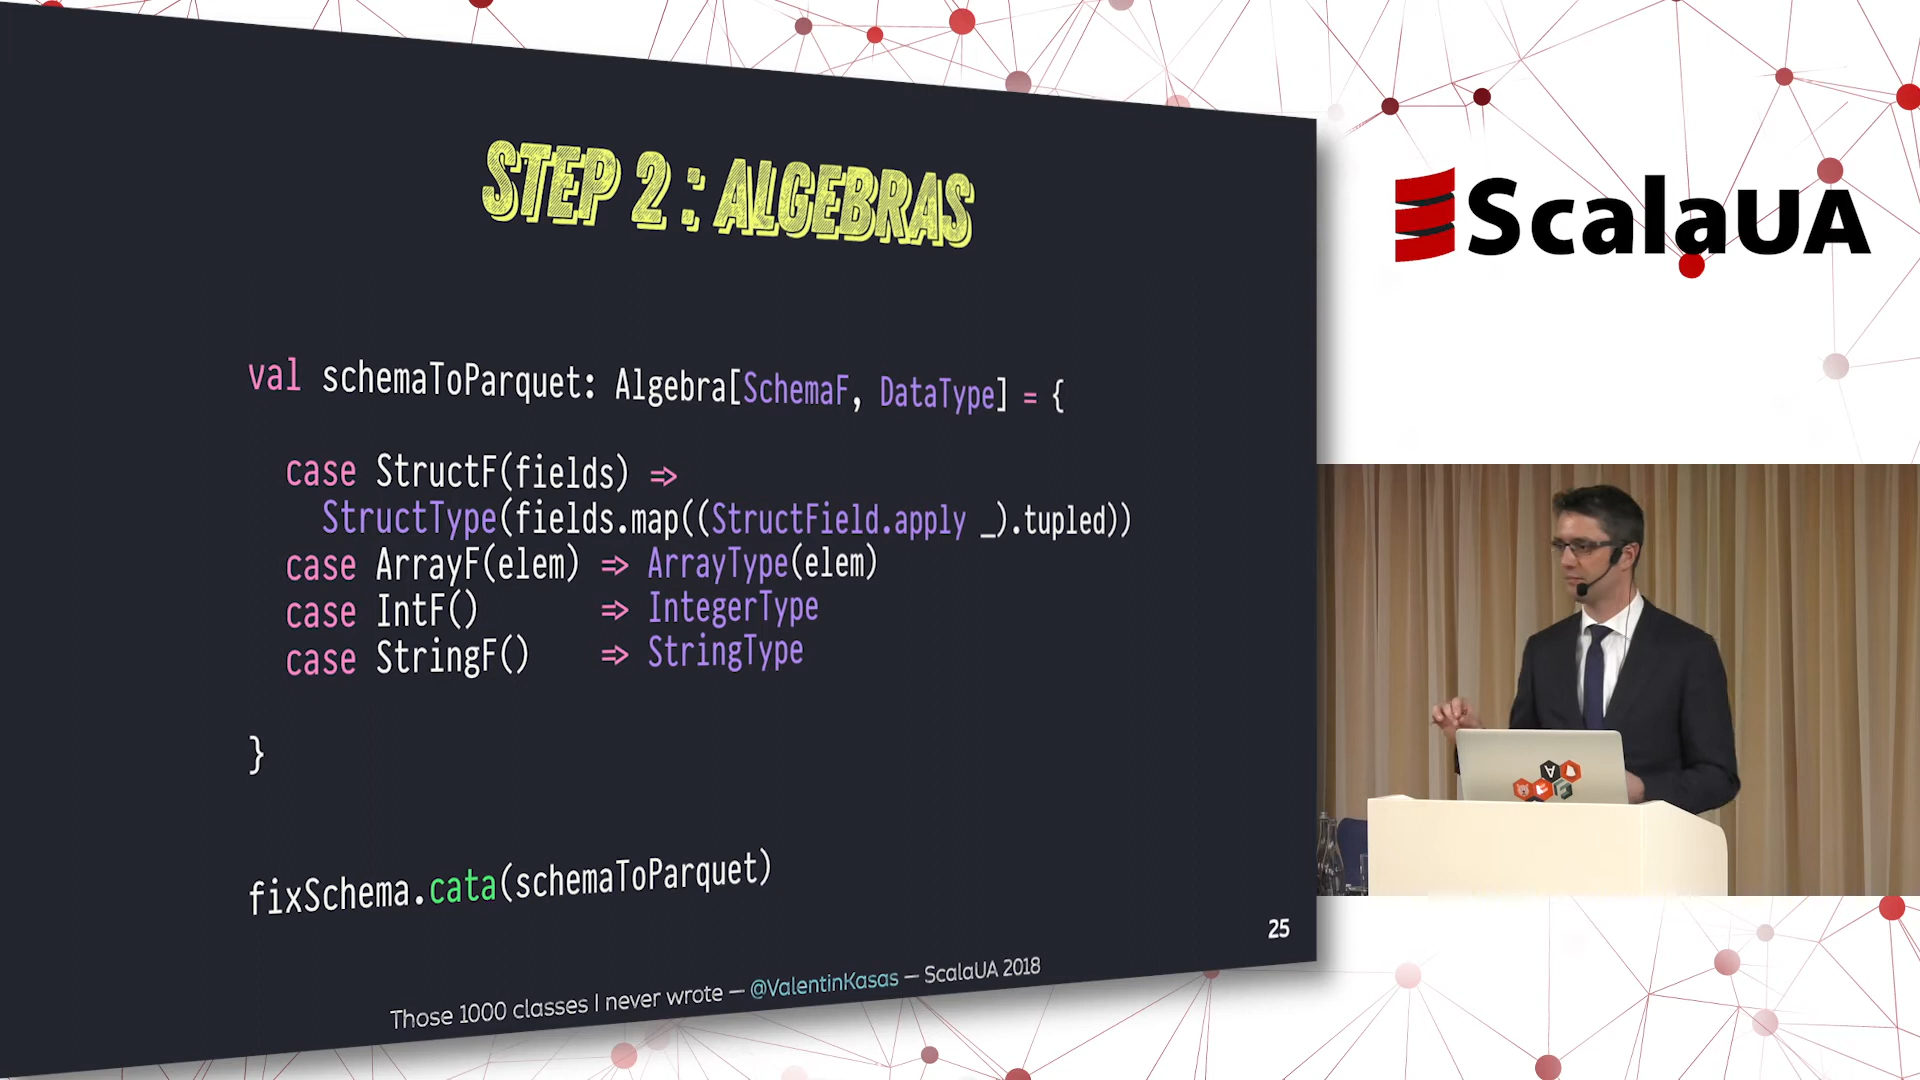 STEP 2 : ALGEBRAS
val schemaToParquet: Algebra[SchemaF, DataType] = {
case StructF(fields) =>
StructType(fields.map((StructField.apply _).tupled))
case ArrayF(elem) => ArrayType(elem)
case IntF() => IntegerType
case StringF() => StringType
}
fixSchema.cata(schemaToParquet)
25
Those 1000 classes I never wrote — @ValentinKasas — ScalaUA 2018
ScalaUA